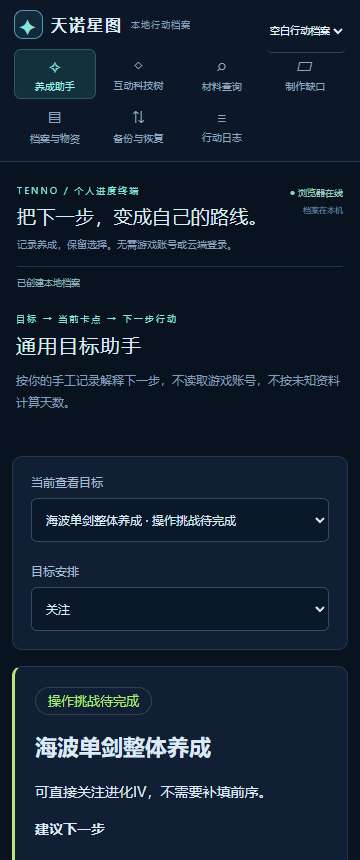 天诺星图 本地行动档案 空白行动档案
养成助手 互动科技树 材料查询 制作缺口
档案与物资 备份与恢复 行动日志
TENNO / 个人进度终端 浏览器在线
把下一步，变成自己的路线。 档案在本机
记录养成，保留选择。无需游戏账号或云端登录。
已创建本地档案
目标 → 当前卡点 → 下一步行动
通用目标助手
按你的手工记录解释下一步，不读取游戏账号，不按未知资料
计算天数。
当前查看目标
海波单剑整体养成 · 操作挑战待完成
目标安排
关注
操作挑战待完成
海波单剑整体养成
可直接关注进化IV，不需要补填前序。
建议下一步